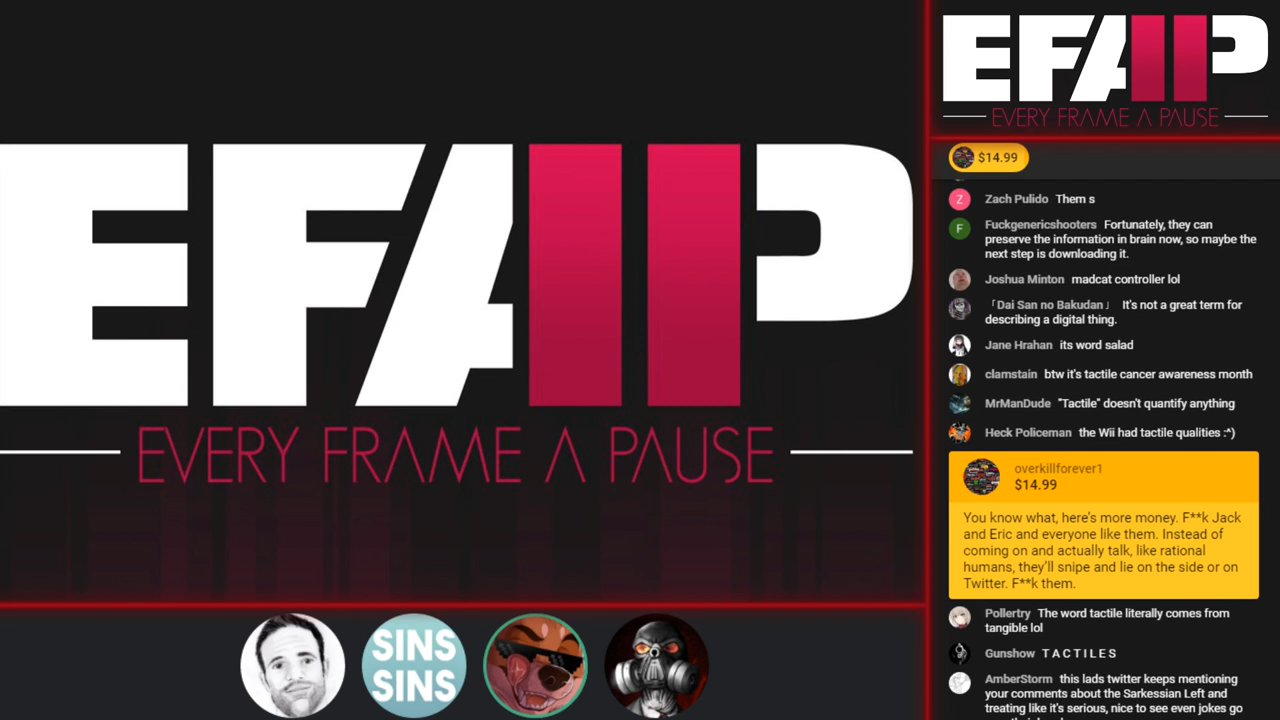 EFAP
EVERY FRAME A PAUSE
SINS
SINS
EFAP
EVERY FRAME A PAUSE
$14.99
Z
Zach Pulido Them s
F
Fuckgenericshooters Fortunately, they can
preserve the information in brain now, so maybe the
next step is downloading it.
Joshua Minton madcat controller lol
「Dai San no Bakudan」 It's not a great term for
describing a digital thing.
Jane Hrahan its word salad
clamstain btw it's tactile cancer awareness month
MrManDude "Tactile" doesn't quantify anything
Heck Policeman the Wii had tactile qualities :^)
overkillforever1
$14.99
You know what, here's more money. F**k Jack
and Eric and everyone like them. Instead of
coming on and actually talk, like rational
humans, they'll snipe and lie on the side or on
Twitter. F**k them.
Pollertry The word tactile literally comes from
tangible lol
Gunshow T A C T I L E S
AmberStorm this lads twitter keeps mentioning
your comments about the Sarkessian Left and
treating like it's serious, nice to see even jokes go